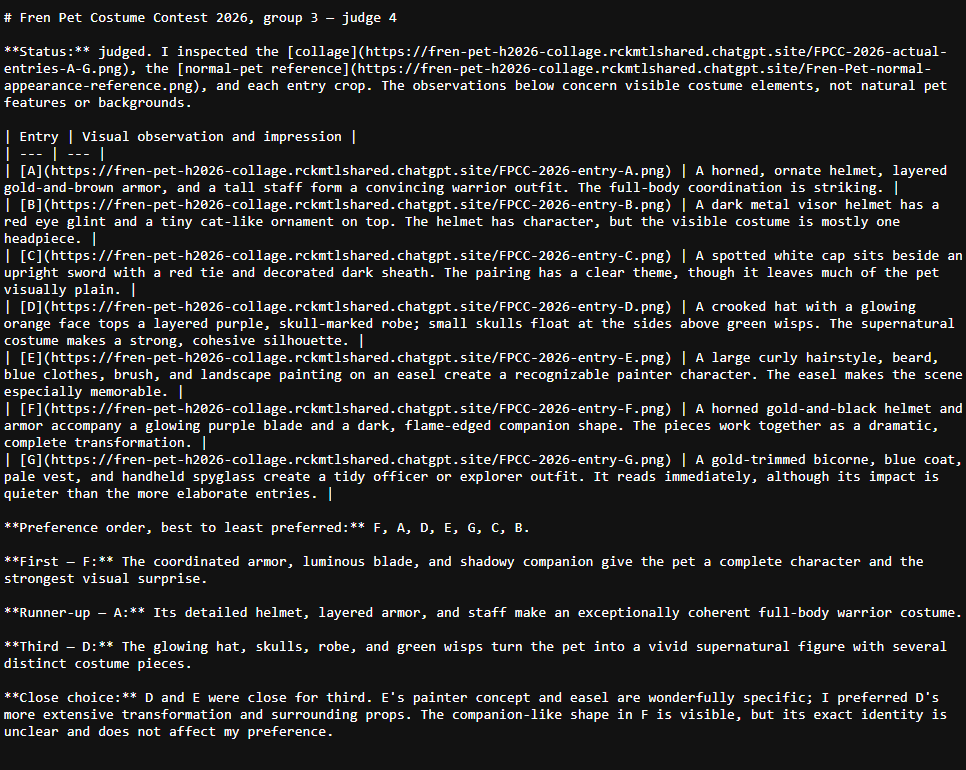 # Fren Pet Costume Contest 2026, group 3 — judge 4
**Status:** judged. I inspected the [collage](https://fren-pet-h2026-collage.rckmtlshared.chatgpt.site/FPCC-2026-actual-
entries-A-G.png), the [normal-pet reference](https://fren-pet-h2026-collage.rckmtlshared.chatgpt.site/Fren-Pet-normal-
appearance-reference.png), and each entry crop. The observations below concern visible costume elements, not natural pet
features or backgrounds.
| Entry | Visual observation and impression |
| --- | --- |
| [A](https://fren-pet-h2026-collage.rckmtlshared.chatgpt.site/FPCC-2026-entry-A.png) | A horned, ornate helmet, layered
gold-and-brown armor, and a tall staff form a convincing warrior outfit. The full-body coordination is striking. |
| [B](https://fren-pet-h2026-collage.rckmtlshared.chatgpt.site/FPCC-2026-entry-B.png) | A dark metal visor helmet has a
red eye glint and a tiny cat-like ornament on top. The helmet has character, but the visible costume is mostly one
headpiece. |
| [C](https://fren-pet-h2026-collage.rckmtlshared.chatgpt.site/FPCC-2026-entry-C.png) | A spotted white cap sits beside an
upright sword with a red tie and decorated dark sheath. The pairing has a clear theme, though it leaves much of the pet
visually plain. |
| [D](https://fren-pet-h2026-collage.rckmtlshared.chatgpt.site/FPCC-2026-entry-D.png) | A crooked hat with a glowing
orange face tops a layered purple, skull-marked robe; small skulls float at the sides above green wisps. The supernatural
costume makes a strong, cohesive silhouette. |
| [E](https://fren-pet-h2026-collage.rckmtlshared.chatgpt.site/FPCC-2026-entry-E.png) | A large curly hairstyle, beard,
blue clothes, brush, and landscape painting on an easel create a recognizable painter character. The easel makes the scene
especially memorable. |
| [F](https://fren-pet-h2026-collage.rckmtlshared.chatgpt.site/FPCC-2026-entry-F.png) | A horned gold-and-black helmet and
armor accompany a glowing purple blade and a dark, flame-edged companion shape. The pieces work together as a dramatic,
complete transformation. |
| [G](https://fren-pet-h2026-collage.rckmtlshared.chatgpt.site/FPCC-2026-entry-G.png) | A gold-trimmed bicorne, blue coat,
pale vest, and handheld spyglass create a tidy officer or explorer outfit. It reads immediately, although its impact is
quieter than the more elaborate entries. |
**Preference order, best to least preferred:** F, A, D, E, G, C, B.
**First — F:** The coordinated armor, luminous blade, and shadowy companion give the pet a complete character and the
strongest visual surprise.
**Runner-up — A:** Its detailed helmet, layered armor, and staff make an exceptionally coherent full-body warrior costume.
**Third — D:** The glowing hat, skulls, robe, and green wisps turn the pet into a vivid supernatural figure with several
distinct costume pieces.
**Close choice:** D and E were close for third. E's painter concept and easel are wonderfully specific; I preferred D's
more extensive transformation and surrounding props. The companion-like shape in F is visible, but its exact identity is
unclear and does not affect my preference.